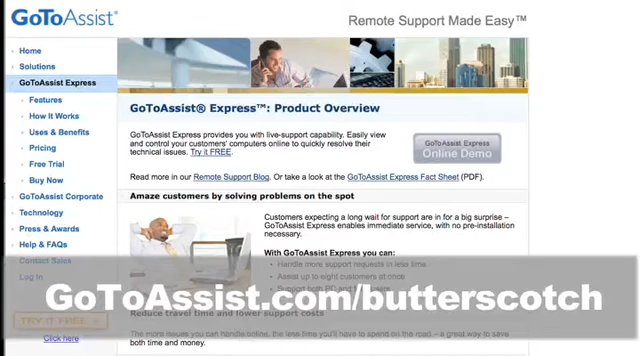 GoToAssist
Remote Support Made Easy™
Home
Solutions
GoToAssist Express
Features
How It Works
Uses & Benefits
Pricing
Free Trial
Buy Now
GoToAssist Corporate
Technology
Press & Awards
Help & FAQs
Contact Sales
Log In
TRY IT FREE
Click here
GoToAssist® Express™: Product Overview
GoToAssist Express provides you with live-support capability. Easily view
and control your customers' computers online to quickly resolve their
technical issues. Try it FREE.
GoToAssist Express
Online Demo
Read more in our Remote Support Blog. Or take a look at the GoToAssist Express Fact Sheet (PDF).
Amaze customers by solving problems on the spot
Customers expecting a long wait for support are in for a big surprise –
GoToAssist Express enables immediate service, with no pre-installation
necessary.
With GoToAssist Express you can:
Handle more support requests in less time.
Assist up to eight customers at once
GoToAssist.com/butterscotch
Reduce travel time and lower support costs
The more issues you can handle online, the less time you'll have to spend on the road – a great way to save
both time and money.